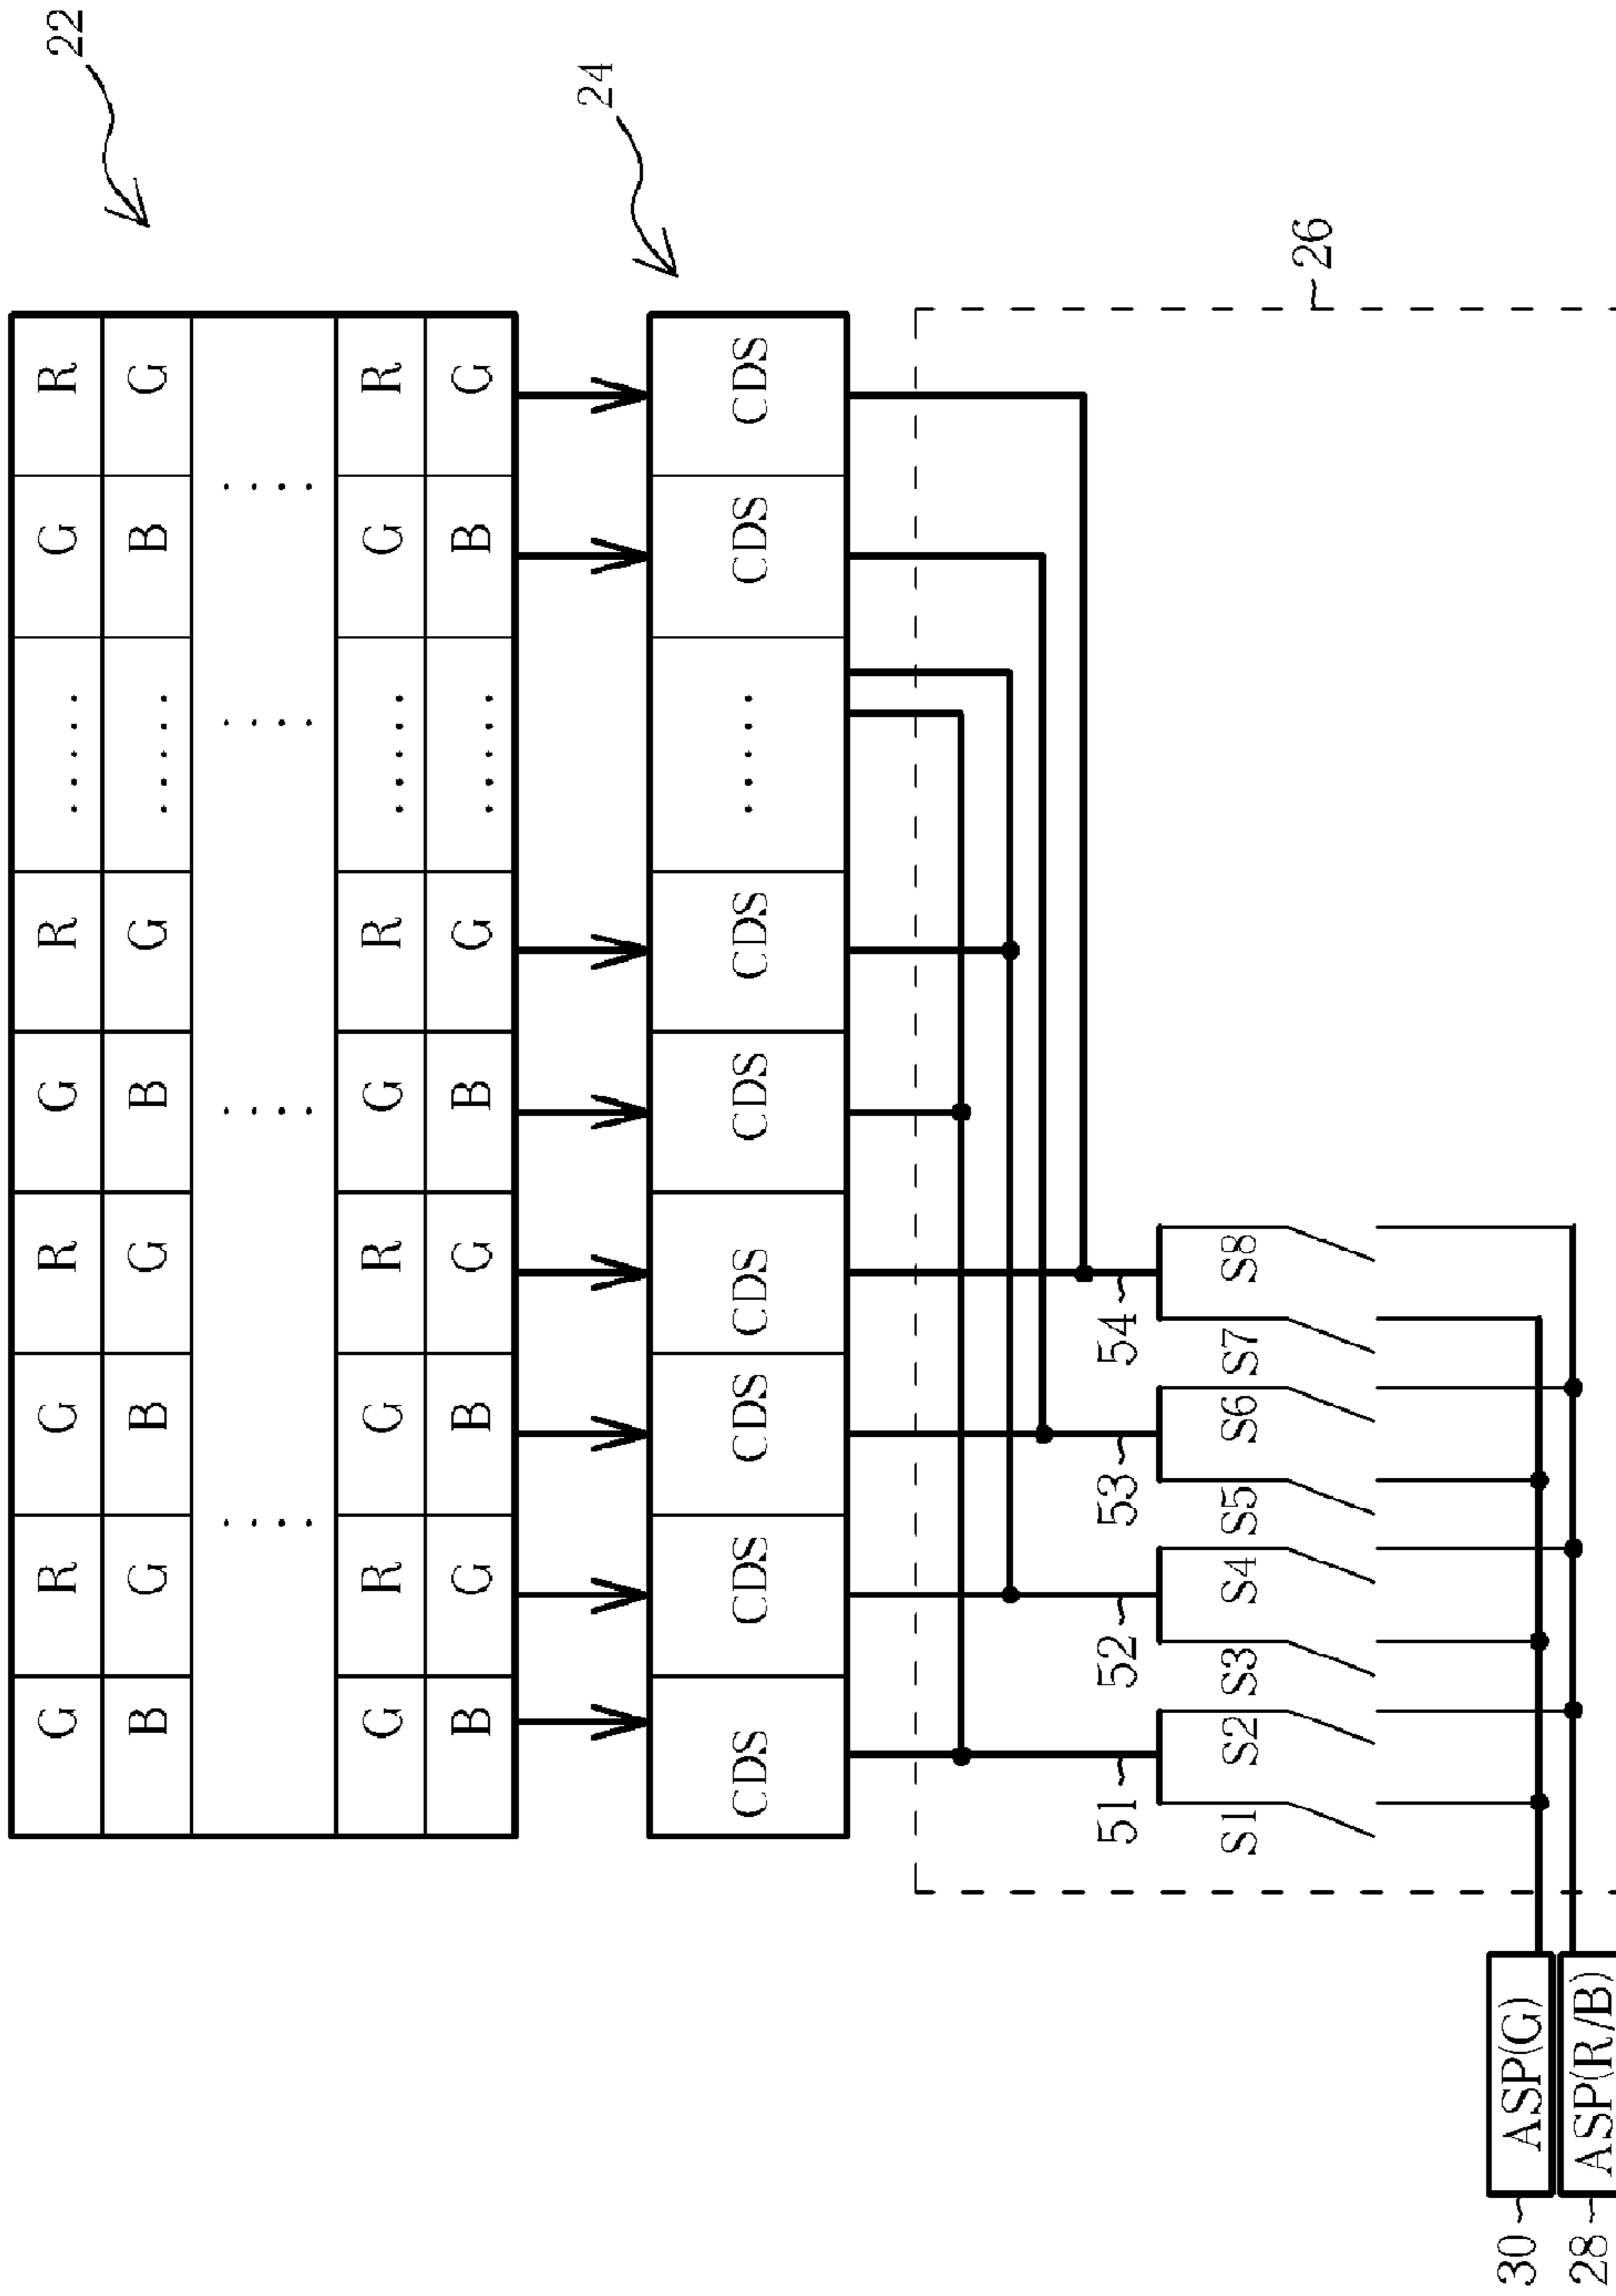 G R G R G R ..... G R 22
B G B G B G ..... B G
G R G R G R ..... G R
B G B G B G ..... B G
24
CDS CDS CDS CDS CDS CDS ..... CDS CDS
51 52 53 54
S1 S2 S3 S4 S5 S6 S7 S8
26
30 ASP(G)
28 ASP(R/B)